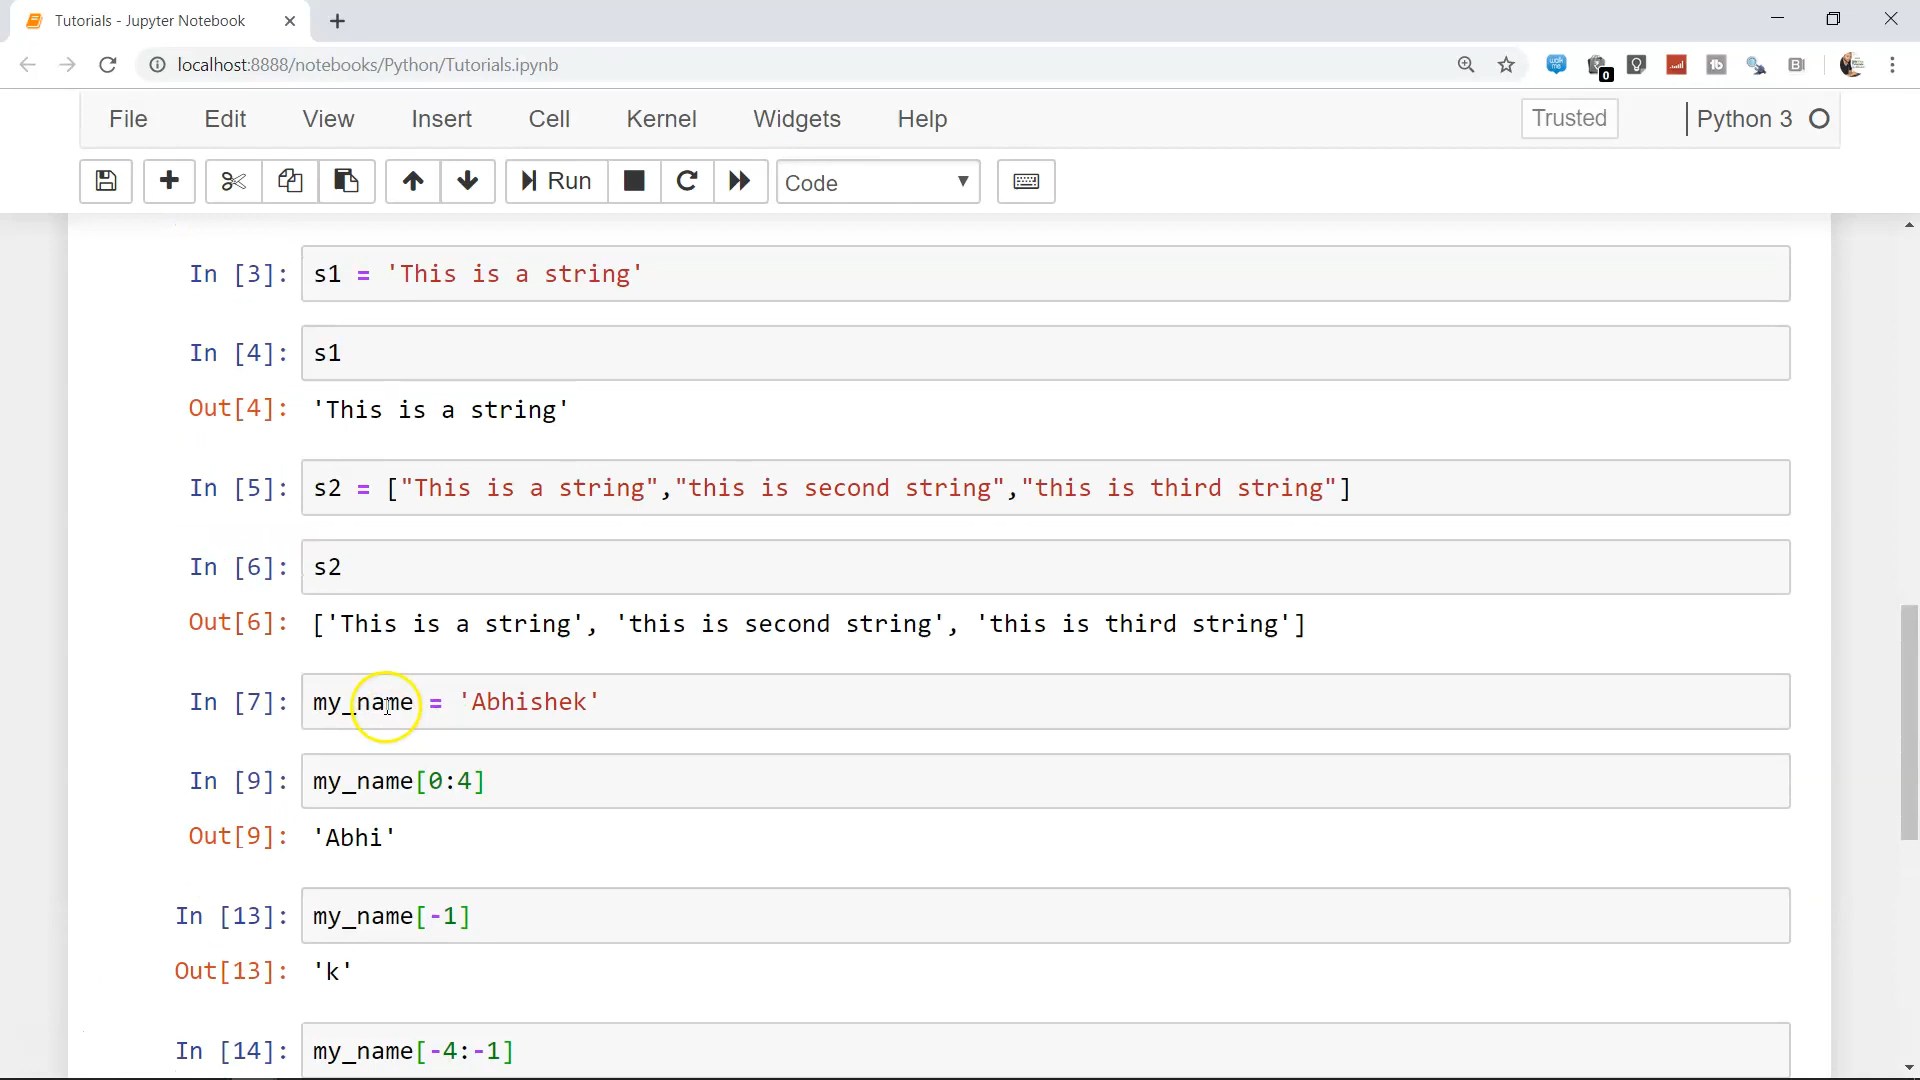 Tutorials - Jupyter Notebook
localhost:8888/notebooks/Python/Tutorials.ipynb
walk me
0
tb
B
File Edit View Insert Cell Kernel Widgets Help Trusted Python 3
Run Code
In [3]: s1 = 'This is a string'
In [4]: s1
Out[4]: 'This is a string'
In [5]: s2 = ["This is a string","this is second string","this is third string"]
In [6]: s2
Out[6]: ['This is a string', 'this is second string', 'this is third string']
In [7]: my_name = 'Abhishek'
In [9]: my_name[0:4]
Out[9]: 'Abhi'
In [13]: my_name[-1]
Out[13]: 'k'
In [14]: my_name[-4:-1]